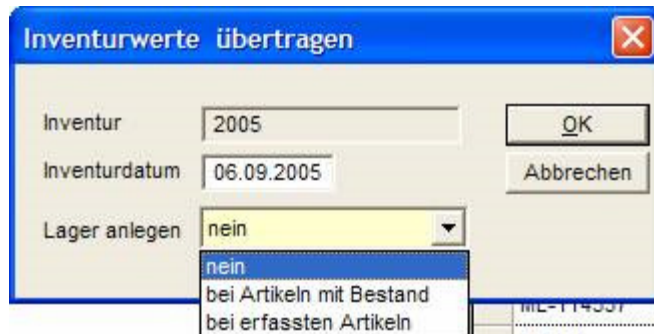 Inventurwerte übertragen
Inventur 2005 OK
Inventurdatum 06.09.2005 Abbrechen
Lager anlegen nein
nein
bei Artikeln mit Bestand
bei erfassten Artikeln